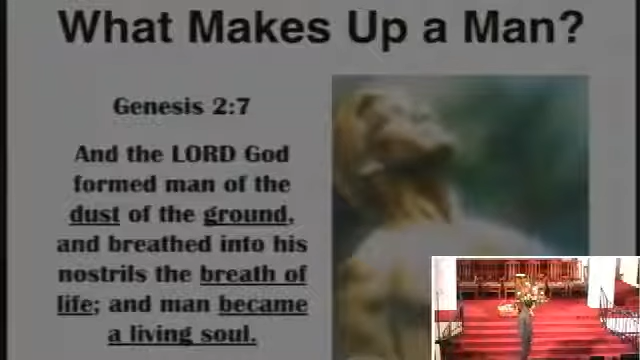 What Makes Up a Man?
Genesis 2:7
And the LORD God
formed man of the
dust of the ground,
and breathed into his
nostrils the breath of
life; and man became
a living soul.